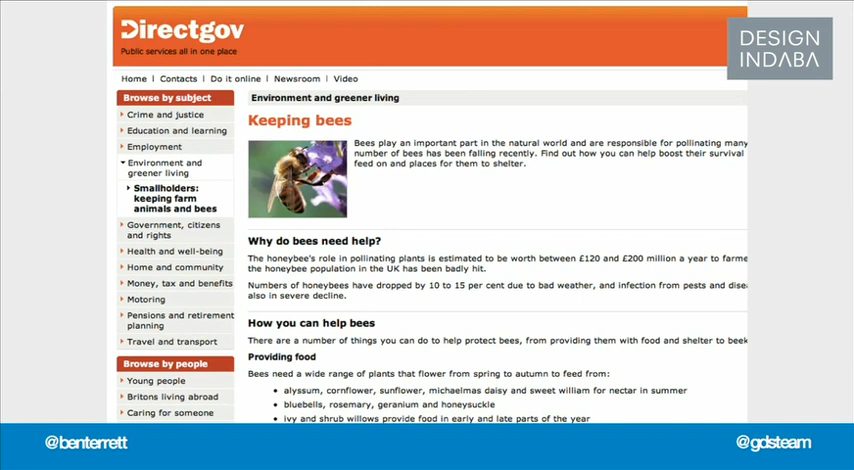 Directgov
Public services all in one place
DESIGN
INDABA
Home | Contacts | Do it online | Newsroom | Video
Browse by subject
Crime and justice
Education and learning
Employment
Environment and
greener living
Smallholders:
keeping farm
animals and bees
Government, citizens
and rights
Health and well-being
Home and community
Money, tax and benefits
Motoring
Pensions and retirement
planning
Travel and transport
Browse by people
Young people
Britons living abroad
Caring for someone
Environment and greener living
Keeping bees
Bees play an important part in the natural world and are responsible for pollinating many
number of bees has been falling recently. Find out how you can help boost their survival
feed on and places for them to shelter.
Why do bees need help?
The honeybee's role in pollinating plants is estimated to be worth between £120 and £200 million a year to farme
the honeybee population in the UK has been badly hit.
Numbers of honeybees have dropped by 10 to 15 per cent due to bad weather, and infection from pests and disea
also in severe decline.
How you can help bees
There are a number of things you can do to help protect bees, from providing them with food and shelter to beek
Providing food
Bees need a wide range of plants that flower from spring to autumn to feed from:
• alyssum, cornflower, sunflower, michaelmas daisy and sweet william for nectar in summer
• bluebells, rosemary, geranium and honeysuckle
• ivy and shrub willows provide food in early and late parts of the year
@benterrett
@gdsteam